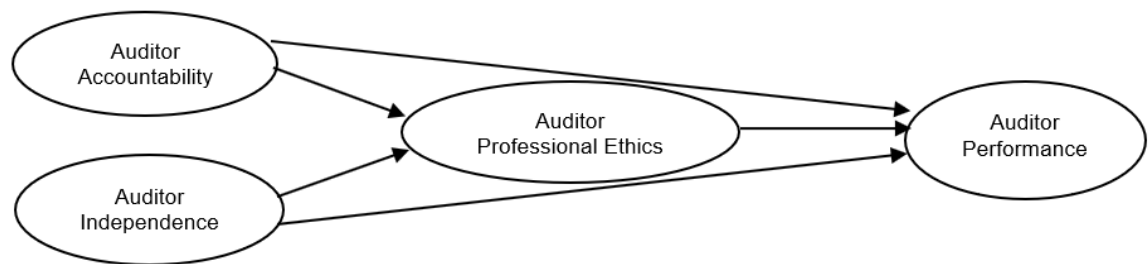 Auditor
Accountability
Auditor
Professional Ethics
Auditor
Performance
Auditor
Independence